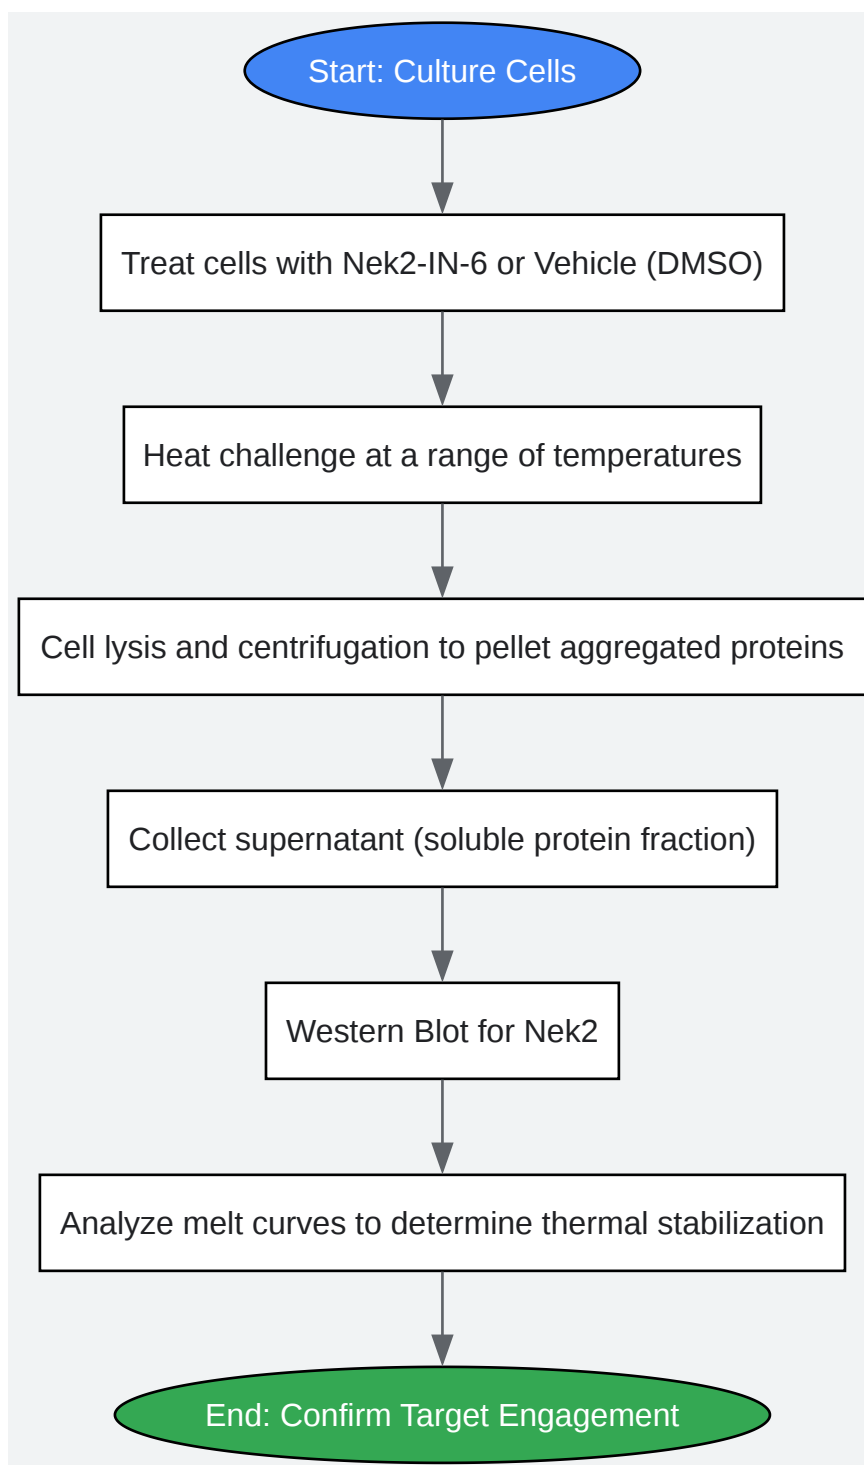 Start: Culture Cells
Treat cells with Nek2-IN-6 or Vehicle (DMSO)
Heat challenge at a range of temperatures
Cell lysis and centrifugation to pellet aggregated proteins
Collect supernatant (soluble protein fraction)
Western Blot for Nek2
Analyze melt curves to determine thermal stabilization
End: Confirm Target Engagement